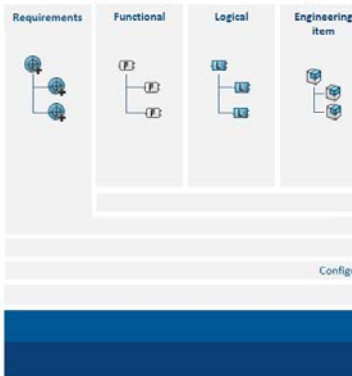 Requirements
Functional
Logical
Engineering
item
F
F
F
L
L
L
Config